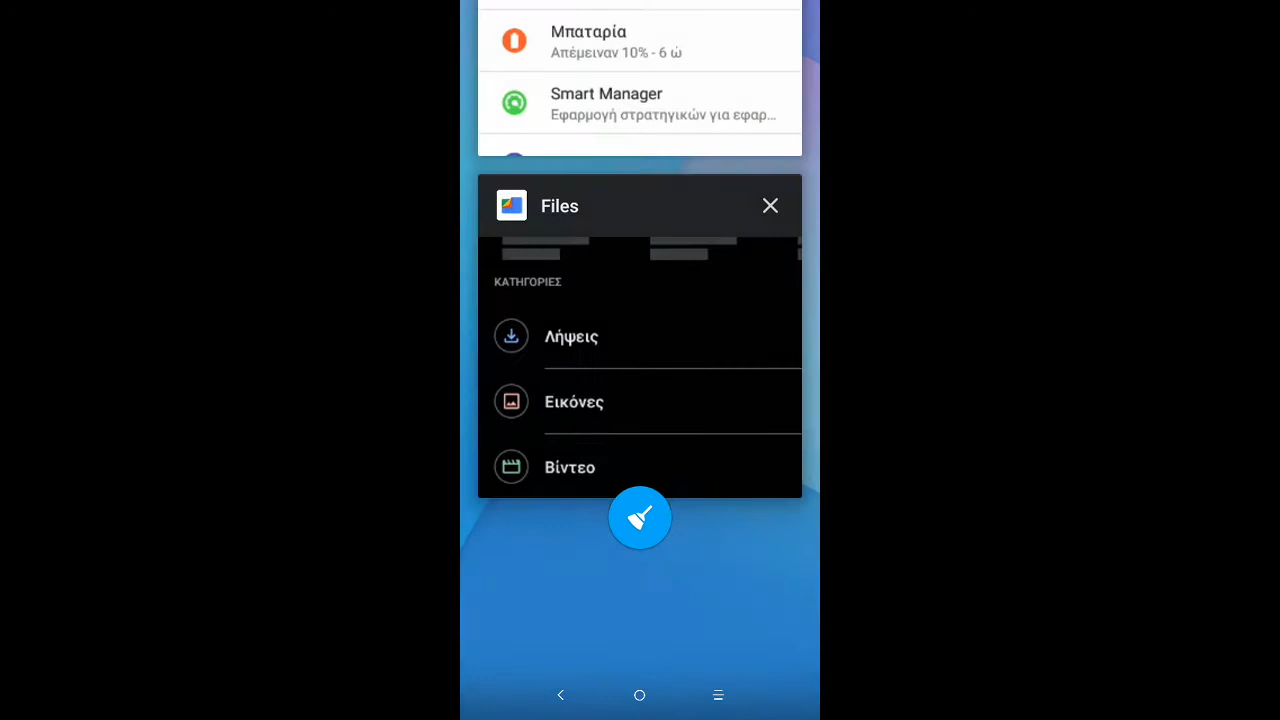 Μπαταρία
Απέμειναν 10% - 6 ώ
Smart Manager
Εφαρμογή στρατηγικών για εφαρ...
Files
ΚΑΤΗΓΟΡΙΕΣ
Λήψεις
Εικόνες
Βίντεο